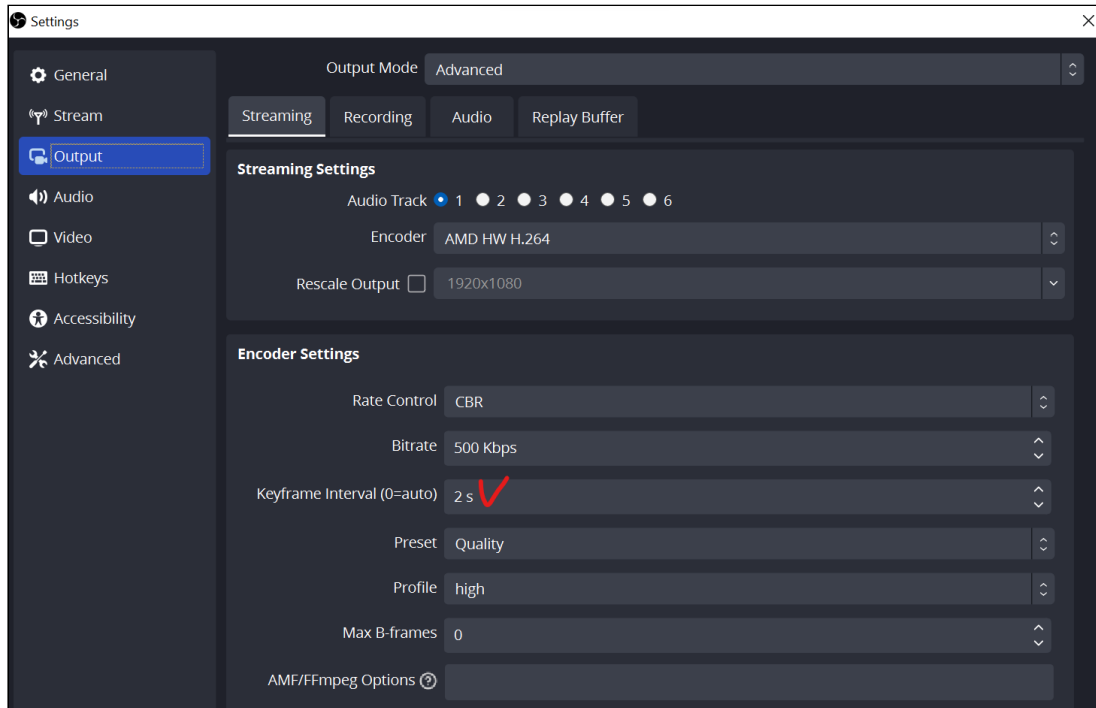 Settings
General
Stream
Output
Audio
Video
Hotkeys
Accessibility
Advanced
Output Mode Advanced
Streaming Recording Audio Replay Buffer
Streaming Settings
Audio Track 1 2 3 4 5 6
Encoder AMD HW H.264
Rescale Output 1920x1080
Encoder Settings
Rate Control CBR
Bitrate 500 Kbps
Keyframe Interval (0=auto) 2 s
Preset Quality
Profile high
Max B-frames 0
AMF/FFmpeg Options ?